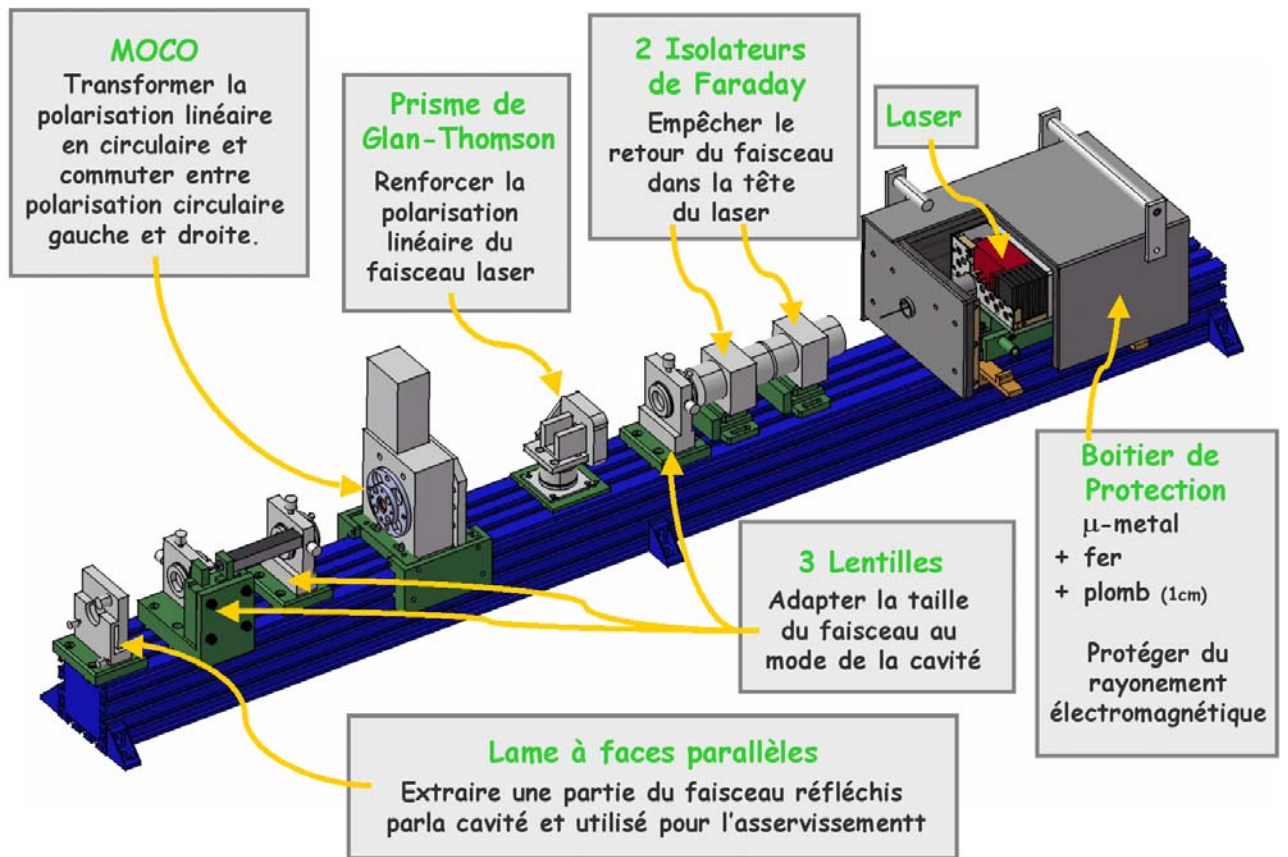 MOCO
Transformer la
polarisation linéaire
en circulaire et
commuter entre
polarisation circulaire
gauche et droite.
Prisme de
Glan-Thomson
Renforcer la
polarisation
linéaire du
faisceau laser
2 Isolateurs
de Faraday
Empêcher le
retour du faisceau
dans la tête
du laser
Laser
Boitier de
Protection
µ-metal
+ fer
+ plomb (1cm)
Protéger du
rayonement
électromagnétique
3 Lentilles
Adapter la taille
du faisceau au
mode de la cavité
Lame à faces parallèles
Extraire une partie du faisceau réfléchis
parla cavité et utilisé pour l'asservissementt